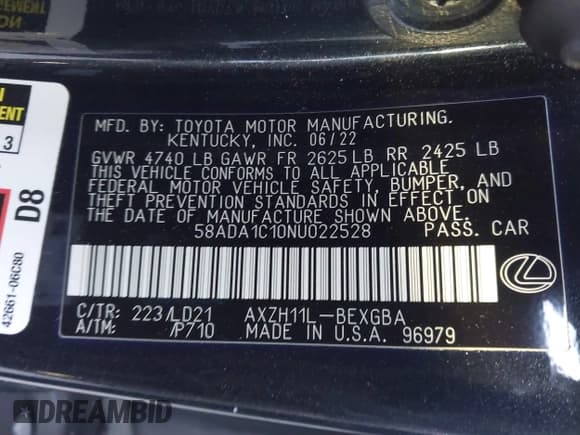 MFD. BY: TOYOTA MOTOR MANUFACTURING.
KENTUCKY, INC. 06/22
GVWR 4740 LB GAWR FR 2625 LB RR 2425 LB
THIS VEHICLE CONFORMS TO ALL APPLICABLE
FEDERAL MOTOR VEHICLE SAFETY, BUMPER, AND
THEFT PREVENTION STANDARDS IN EFFECT ON
THE DATE OF MANUFACTURE SHOWN ABOVE.
58ADA1C10NU022528 PASS. CAR
C/TR: 223/LD21 AXZH11L-BEXGBA
A/TM: /P710 MADE IN U.S.A. 96979
3
D8
42661-06C80
DREAMBID